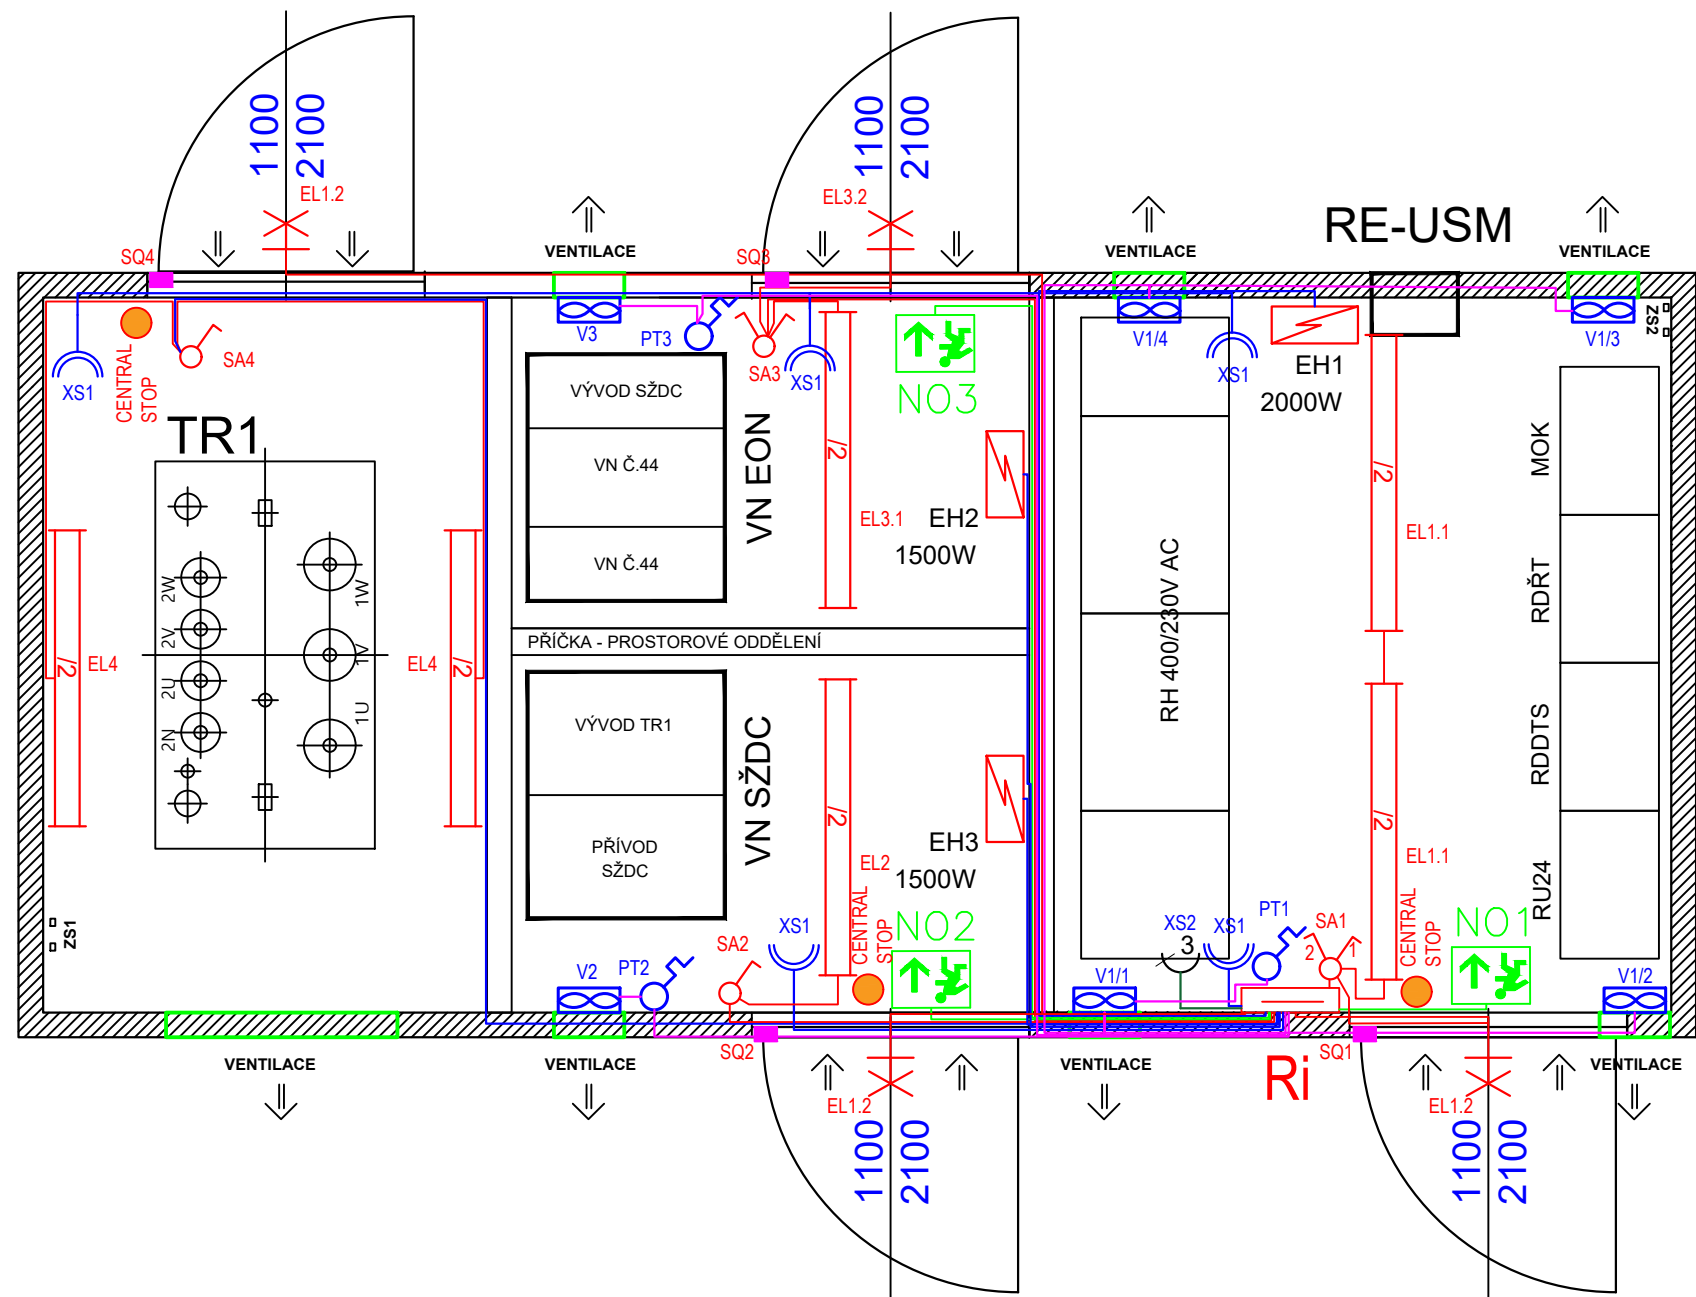 1100
2100
1100
2100
EL1.2
EL3.2
RE-USM
VENTILACE
VENTILACE
VENTILACE
SQ4
SQ3
V3
PT3
V1/4
V1/3
ZS2
XS1
CENTRAL
STOP
SA4
SA3
XS1
NO3
XS1
EH1
2000W
TR1
VÝVOD SŽDC
VN Č.44
VN Č.44
VN EON
/2
EL3.1
EH2
1500W
/2
EL1.1
MOK
RDŘT
RDDTS
RU24
RH 400/230V AC
2W
2V
2U
2N
1W
1V
1U
/2
EL4
EL4
/2
PŘÍČKA - PROSTOROVÉ ODDĚLENÍ
VÝVOD TR1
PŘÍVOD
SŽDC
VN SŽDC
/2
EL2
EH3
1500W
/2
EL1.1
CENTRAL
STOP
NO2
XS1
SA2
V2
PT2
ZS1
XS2
3
XS1
PT1
SA1
2
1
CENTRAL
STOP
NO1
V1/1
V1/2
SQ2
SQ1
VENTILACE
VENTILACE
VENTILACE
VENTILACE
Ri
EL1.2
EL1.2
1100
2100
1100
2100